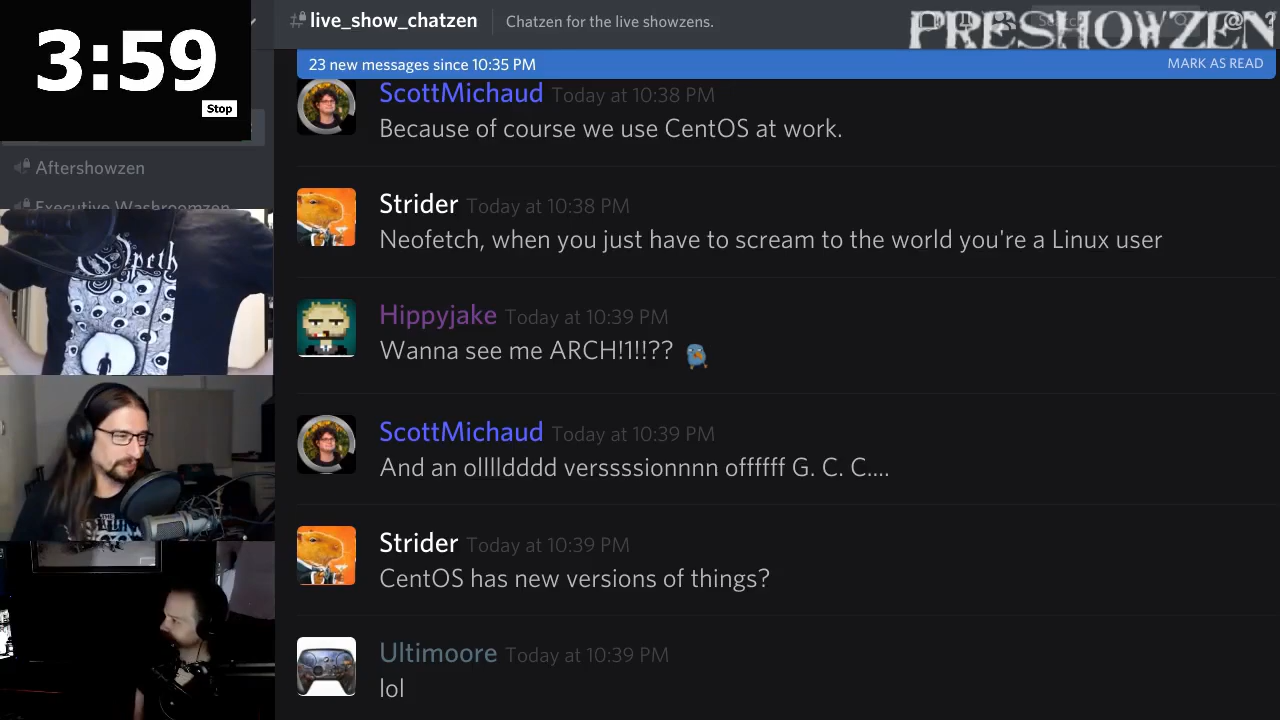 3:59
Stop
live_show_chatzen
Chatzen for the live showzens.
PRESHOWZEN
23 new messages since 10:35 PM
MARK AS READ
Aftershowzen
Executive Washroomzen
Opeth
ScottMichaud Today at 10:38 PM
Because of course we use CentOS at work.
Strider Today at 10:38 PM
Neofetch, when you just have to scream to the world you're a Linux user
Hippyjake Today at 10:39 PM
Wanna see me ARCH!1!!??
ScottMichaud Today at 10:39 PM
And an olllldddd verssssionnnn offffff G. C. C....
Strider Today at 10:39 PM
CentOS has new versions of things?
Ultimoore Today at 10:39 PM
lol